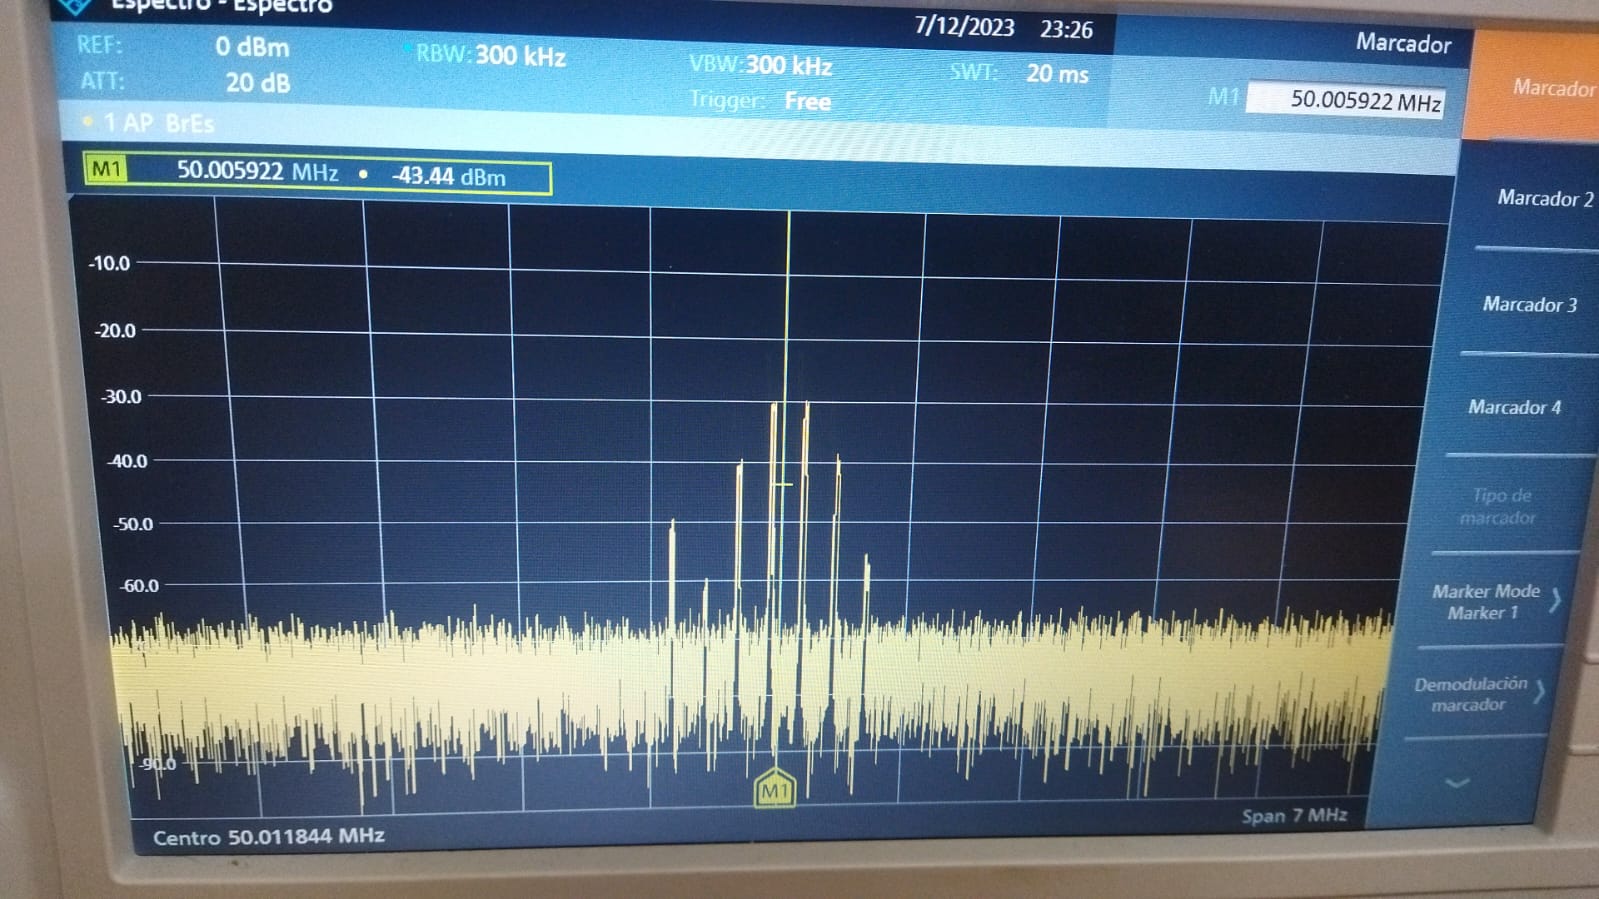 Espectro - Espectro
7/12/2023 23:26
REF: 0 dBm
RBW: 300 kHz
VBW: 300 kHz
SWT: 20 ms
ATT: 20 dB
Trigger: Free
Marcador
M1 50.005922 MHz
1 AP BrEs
M1 50.005922 MHz • -43.44 dBm
-10.0
-20.0
-30.0
-40.0
-50.0
-60.0
-90.0
M1
Centro 50.011844 MHz
Span 7 MHz
Marcador
Marcador 2
Marcador 3
Marcador 4
Tipo de
marcador
Marker Mode
Marker 1
Demodulación
marcador